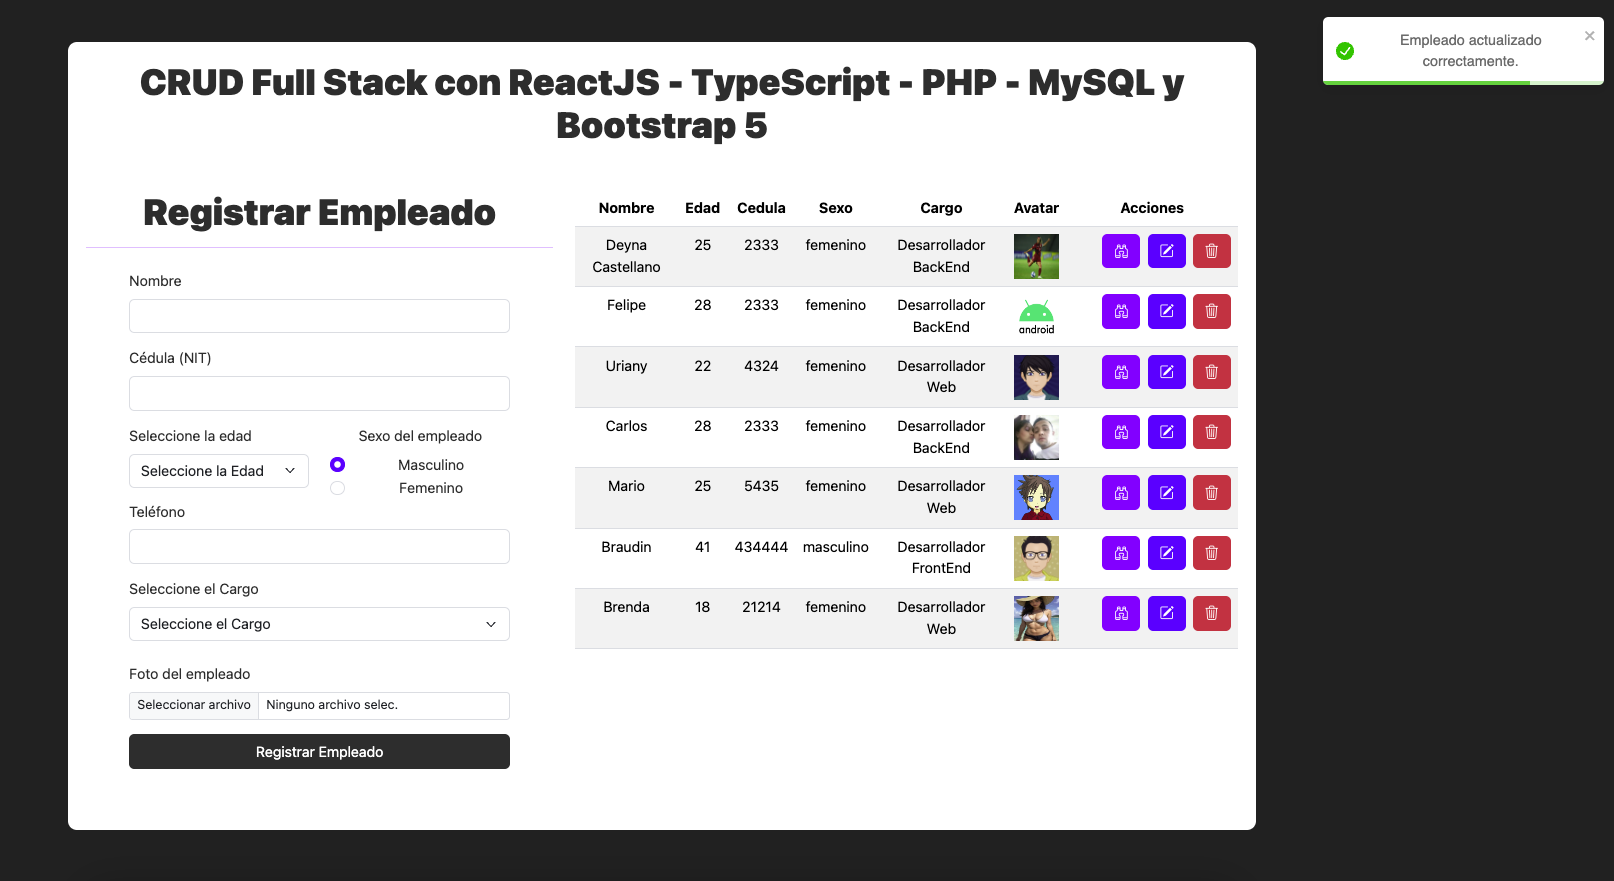 Empleado actualizado
correctamente.
CRUD Full Stack con ReactJS - TypeScript - PHP - MySQL y
Bootstrap 5
Registrar Empleado
Nombre
Cédula (NIT)
Seleccione la edad
Sexo del empleado
Seleccione la Edad
Masculino
Femenino
Teléfono
Seleccione el Cargo
Seleccione el Cargo
Foto del empleado
Seleccionar archivo Ninguno archivo selec.
Registrar Empleado
Nombre Edad Cedula Sexo Cargo Avatar Acciones
Deyna 25 2333 femenino Desarrollador
Castellano BackEnd
Felipe 28 2333 femenino Desarrollador
BackEnd android
Uriany 22 4324 femenino Desarrollador
Web
Carlos 28 2333 femenino Desarrollador
BackEnd
Mario 25 5435 femenino Desarrollador
Web
Braudin 41 434444 masculino Desarrollador
FrontEnd
Brenda 18 21214 femenino Desarrollador
Web